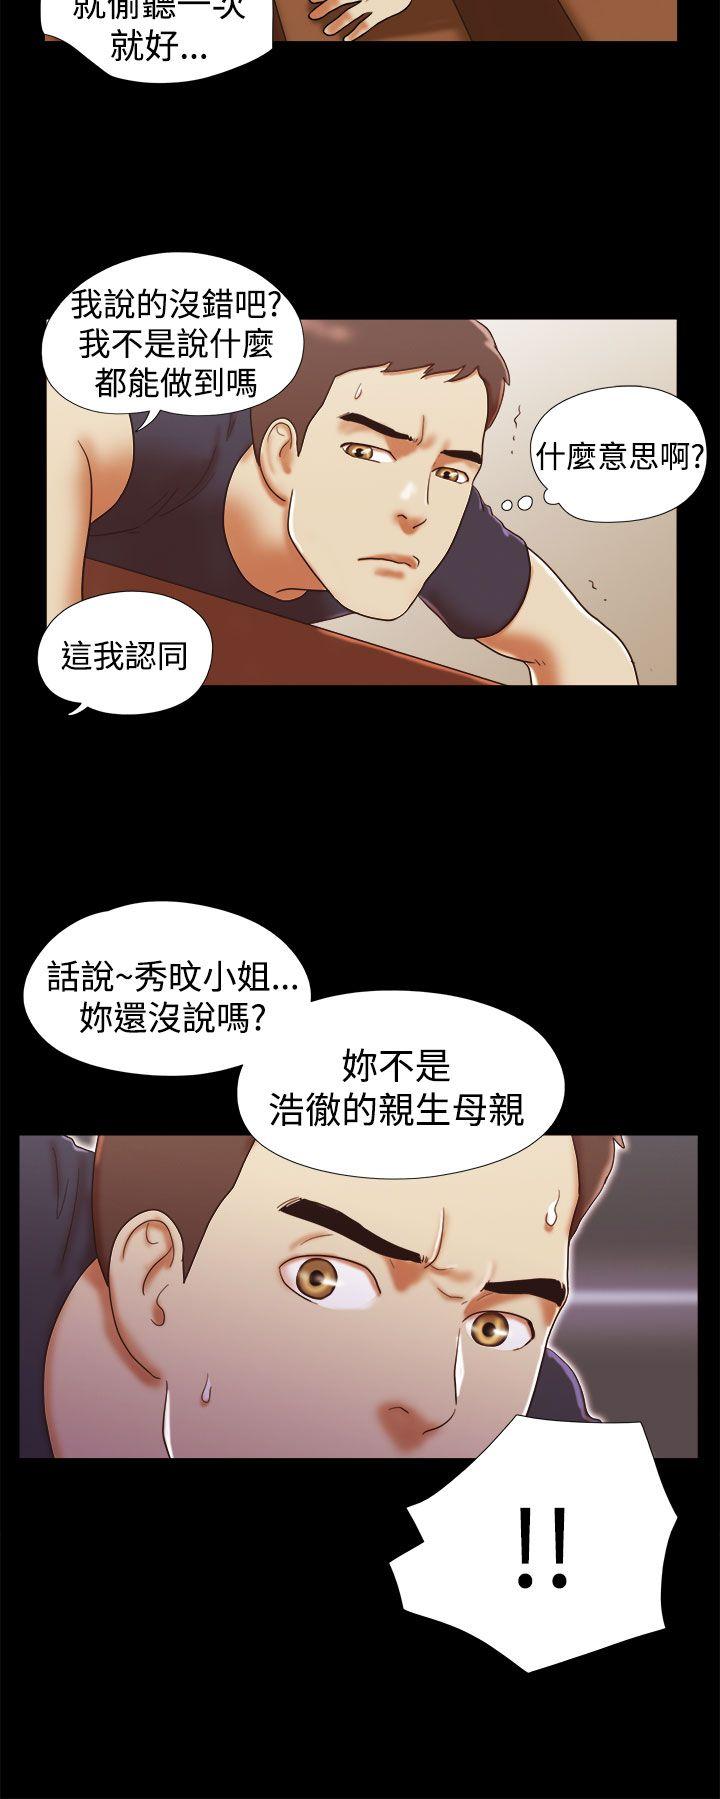 就偷聽一次
就好...
我說的沒錯吧?
我不是說什麼
都能做到嗎
什麼意思啊?
這我認同
話說~秀旼小姐...
妳還沒說嗎?
妳不是
浩徹的親生母親
!!